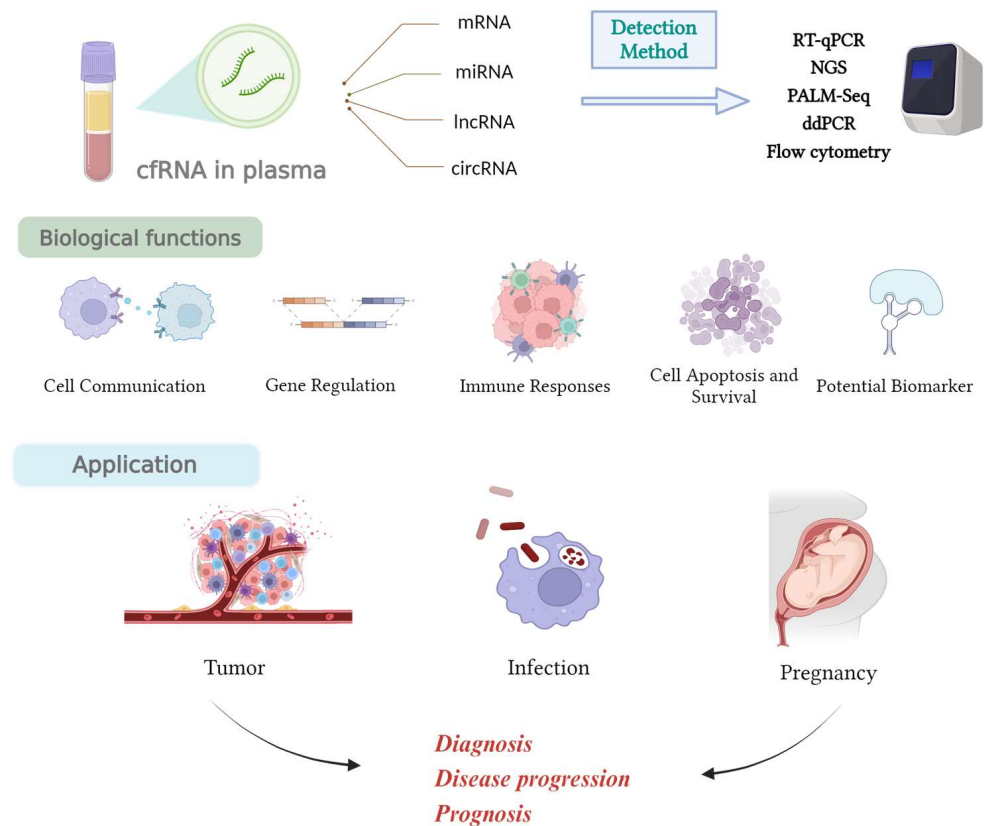 mRNA
miRNA
lncRNA
circRNA
cfRNA in plasma
Detection
Method
RT-qPCR
NGS
PALM-Seq
ddPCR
Flow cytometry
Biological functions
Cell Communication
Gene Regulation
Immune Responses
Cell Apoptosis and
Survival
Potential Biomarker
Application
Tumor
Infection
Pregnancy
Diagnosis
Disease progression
Prognosis